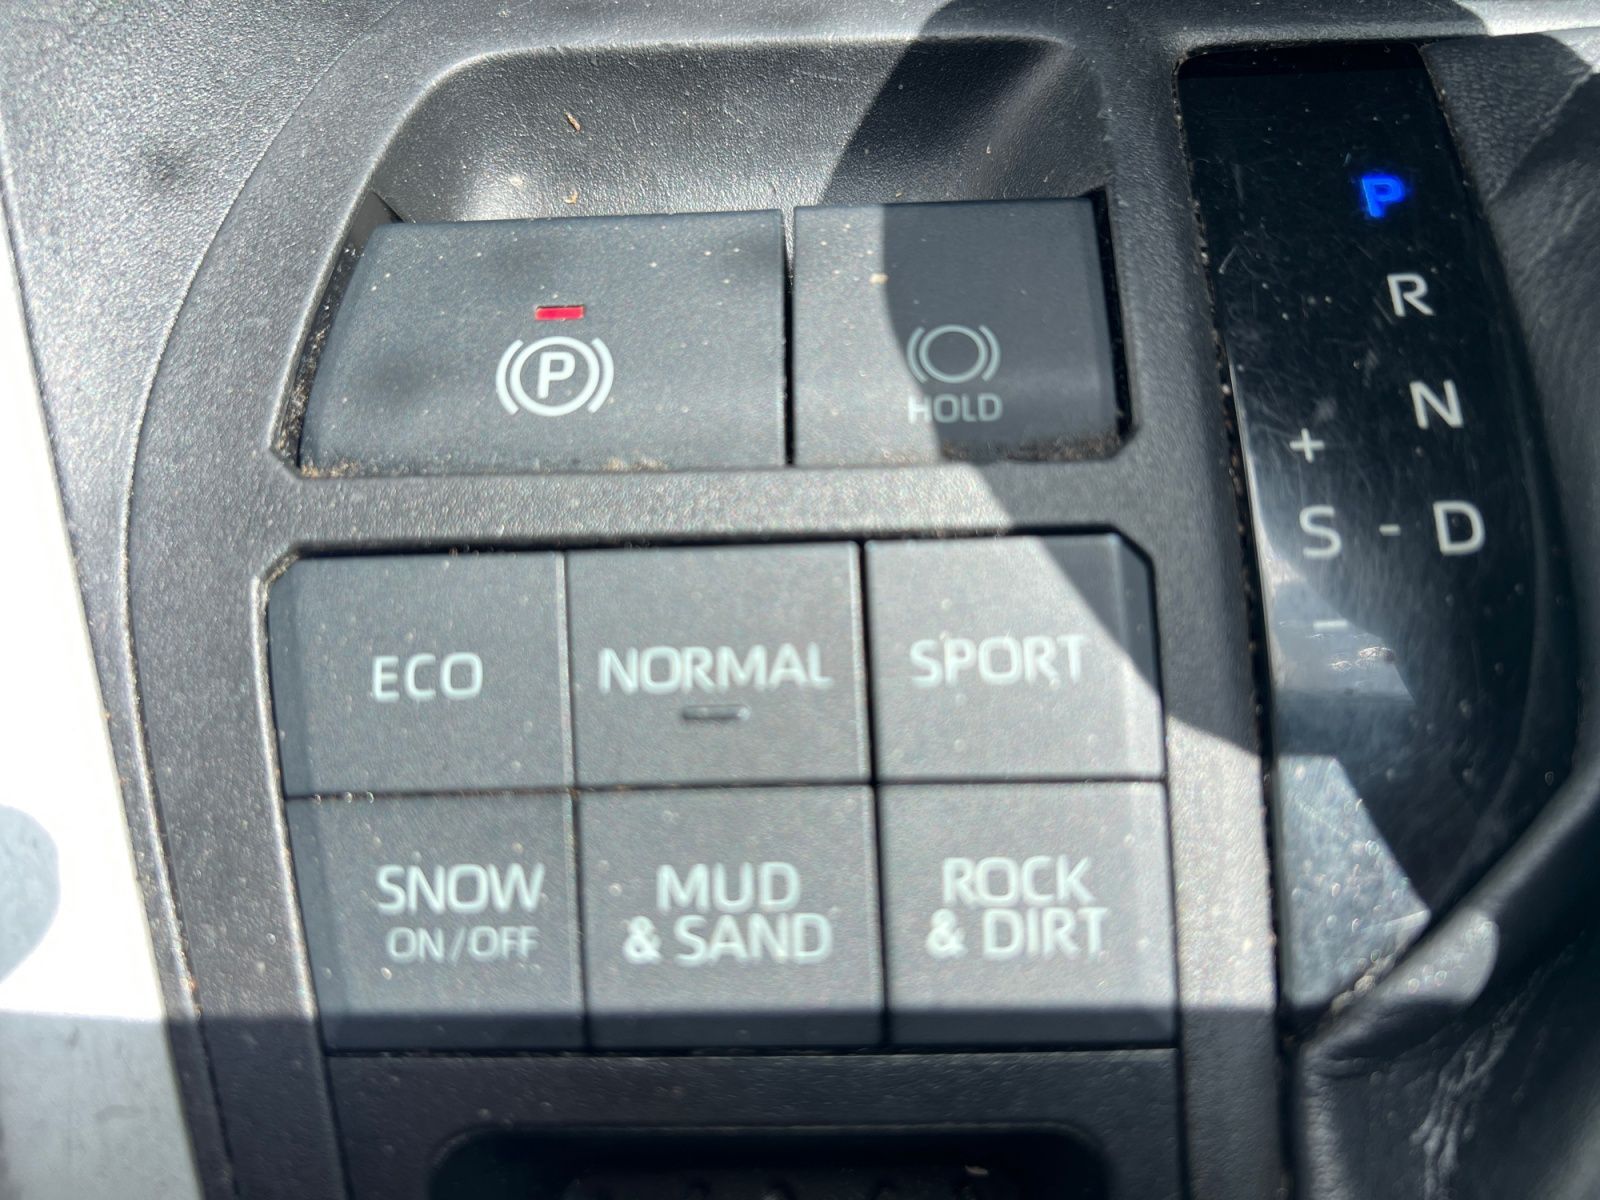 P
P
HOLD
R
N
+
S - D
-
ECO
NORMAL
SPORT
SNOW
ON/OFF
MUD
& SAND
ROCK
& DIRT